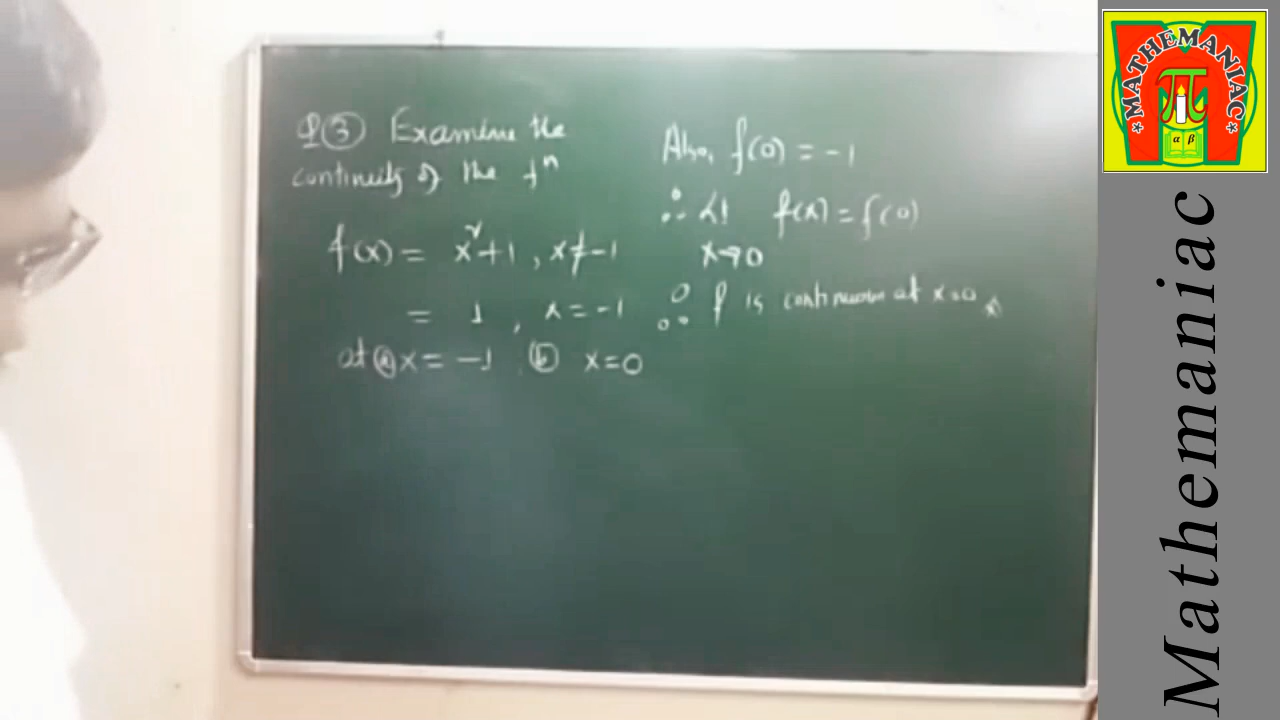 Q③ Examine the
continuity of the fⁿ
f(x) = x²+1, x≠-1
= 1, x = -1
at ⓐ x = -1 ⓑ x=0
Also, f(0) = -1
∴ Lt f(x) = f(0)
x→0
∴ f is continuous at x=0
MATHEMANIAC
π
α β
Mathemaniac